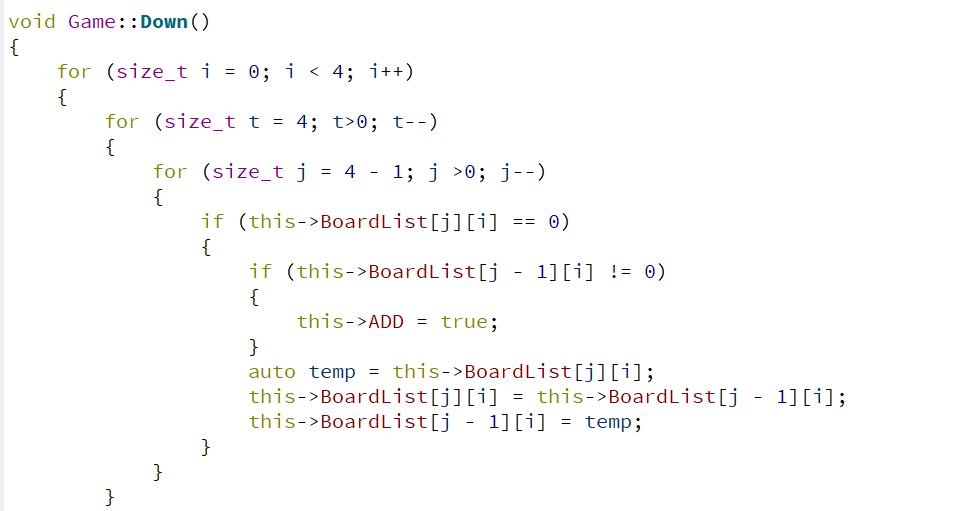 void Game::Down()
{
    for (size_t i = 0; i < 4; i++)
    {
        for (size_t t = 4; t>0; t--)
        {
            for (size_t j = 4 - 1; j >0; j--)
            {
                if (this->BoardList[j][i] == 0)
                {
                    if (this->BoardList[j - 1][i] != 0)
                    {
                        this->ADD = true;
                    }
                    auto temp = this->BoardList[j][i];
                    this->BoardList[j][i] = this->BoardList[j - 1][i];
                    this->BoardList[j - 1][i] = temp;
                }
            }
        }